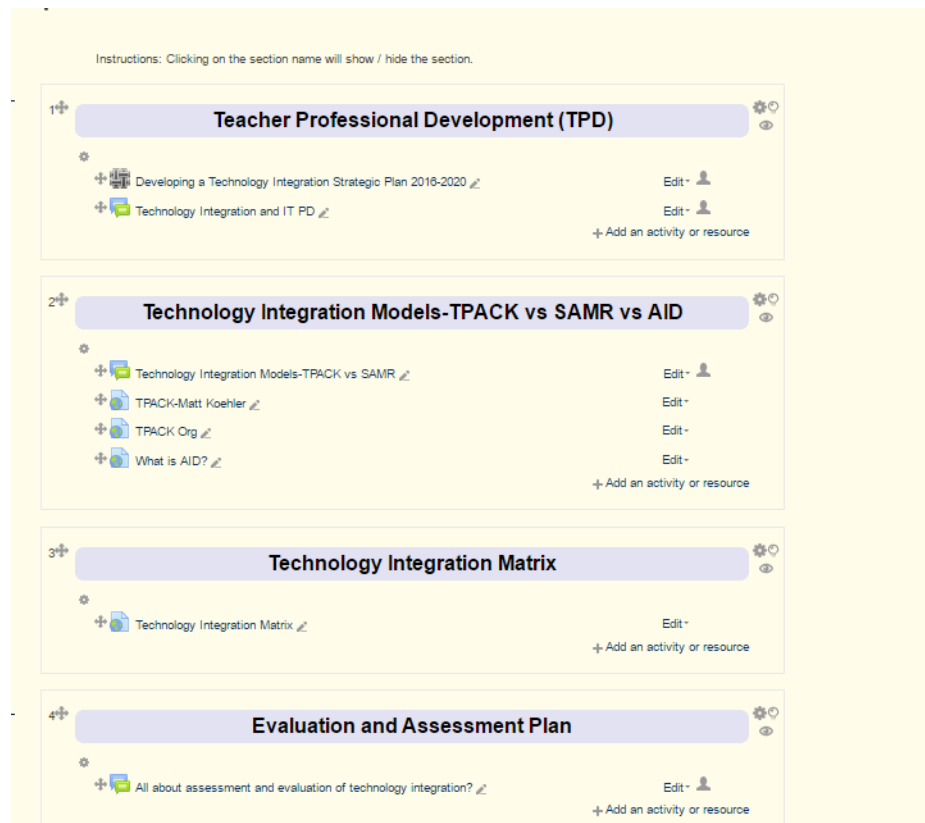 Instructions: Clicking on the section name will show / hide the section.
1
Teacher Professional Development (TPD)
Developing a Technology Integration Strategic Plan 2016-2020
Edit
Technology Integration and IT PD
Edit
Add an activity or resource
2
Technology Integration Models-TPACK vs SAMR vs AID
Technology Integration Models-TPACK vs SAMR
Edit
TPACK-Matt Koehler
Edit
TPACK Org
Edit
What is AID?
Edit
Add an activity or resource
3
Technology Integration Matrix
Technology Integration Matrix
Edit
Add an activity or resource
4
Evaluation and Assessment Plan
All about assessment and evaluation of technology integration?
Edit
Add an activity or resource